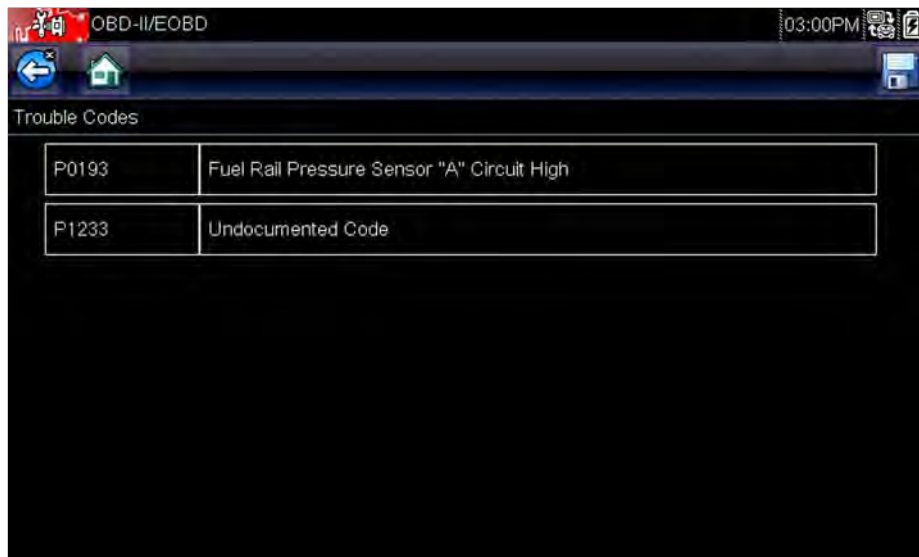 OBD-II/EOBD 03:00PM
Trouble Codes
P0193 Fuel Rail Pressure Sensor "A" Circuit High
P1233 Undocumented Code